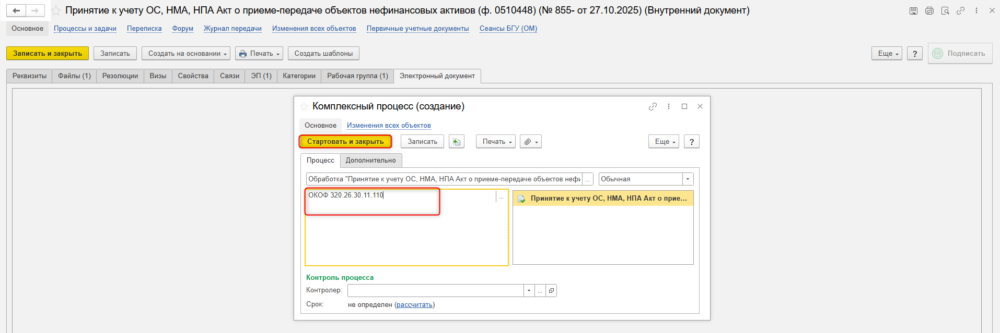 Принятие к учету ОС, НМА, НПА Акт о приеме-передаче объектов нефинансовых активов (ф. 0510448) (№ 855- от 27.10.2025) (Внутренний документ)
Основное Процессы и задачи Переписка Форум Журнал передачи Изменения всех объектов Первичные учетные документы Сеансы БГУ (ОМ)
Записать и закрыть Записать Создать на основании Печать Создать шаблоны Еще ? Подписать
Реквизиты Файлы (1) Резолюции Визы Свойства Связи ЭП (1) Категории Рабочая группа (1) Электронный документ
Комплексный процесс (создание)
Основное Изменения всех объектов
Стартовать и закрыть Записать Печать Еще ?
Процесс Дополнительно
Обработка "Принятие к учету ОС, НМА, НПА Акт о приеме-передаче объектов нефи ... Обычная
ОКОФ 320.26.30.11.110 ... Принятие к учету ОС, НМА, НПА Акт о прие...
Контроль процесса
Контролер: ...
Срок: не определен (рассчитать)